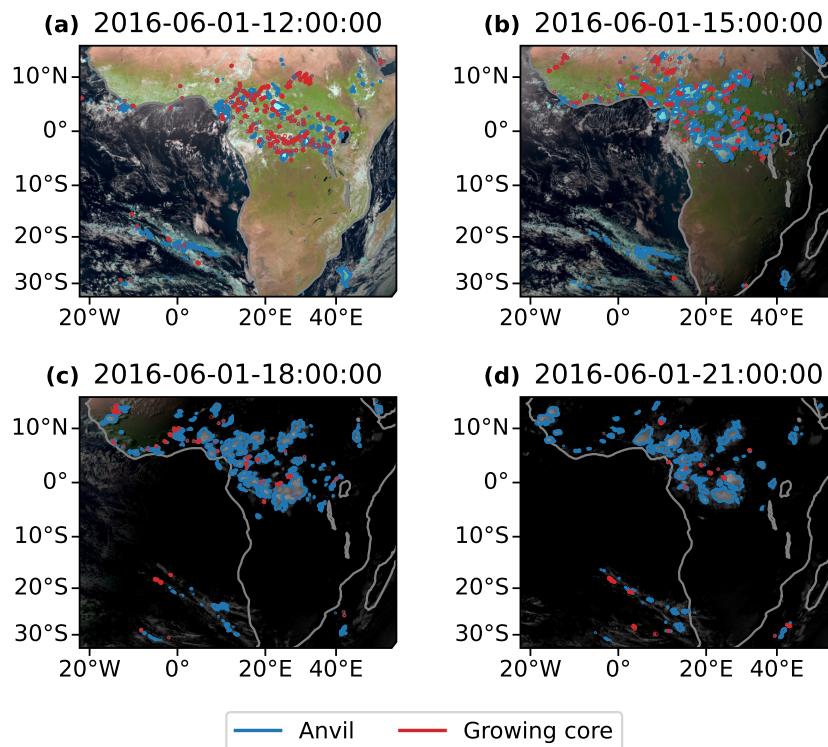 (a) 2016-06-01-12:00:00
(b) 2016-06-01-15:00:00
10°N
0°
10°S
20°S
30°S
20°W 0° 20°E 40°E
10°N
0°
10°S
20°S
30°S
20°W 0° 20°E 40°E
(c) 2016-06-01-18:00:00
(d) 2016-06-01-21:00:00
10°N
0°
10°S
20°S
30°S
20°W 0° 20°E 40°E
10°N
0°
10°S
20°S
30°S
20°W 0° 20°E 40°E
Anvil Growing core